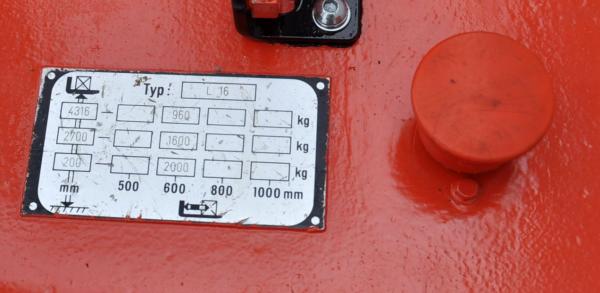 Typ: L 16
4316 960 kg
2700 1600 kg
200 2000 kg
mm 500 600 800 1000 mm